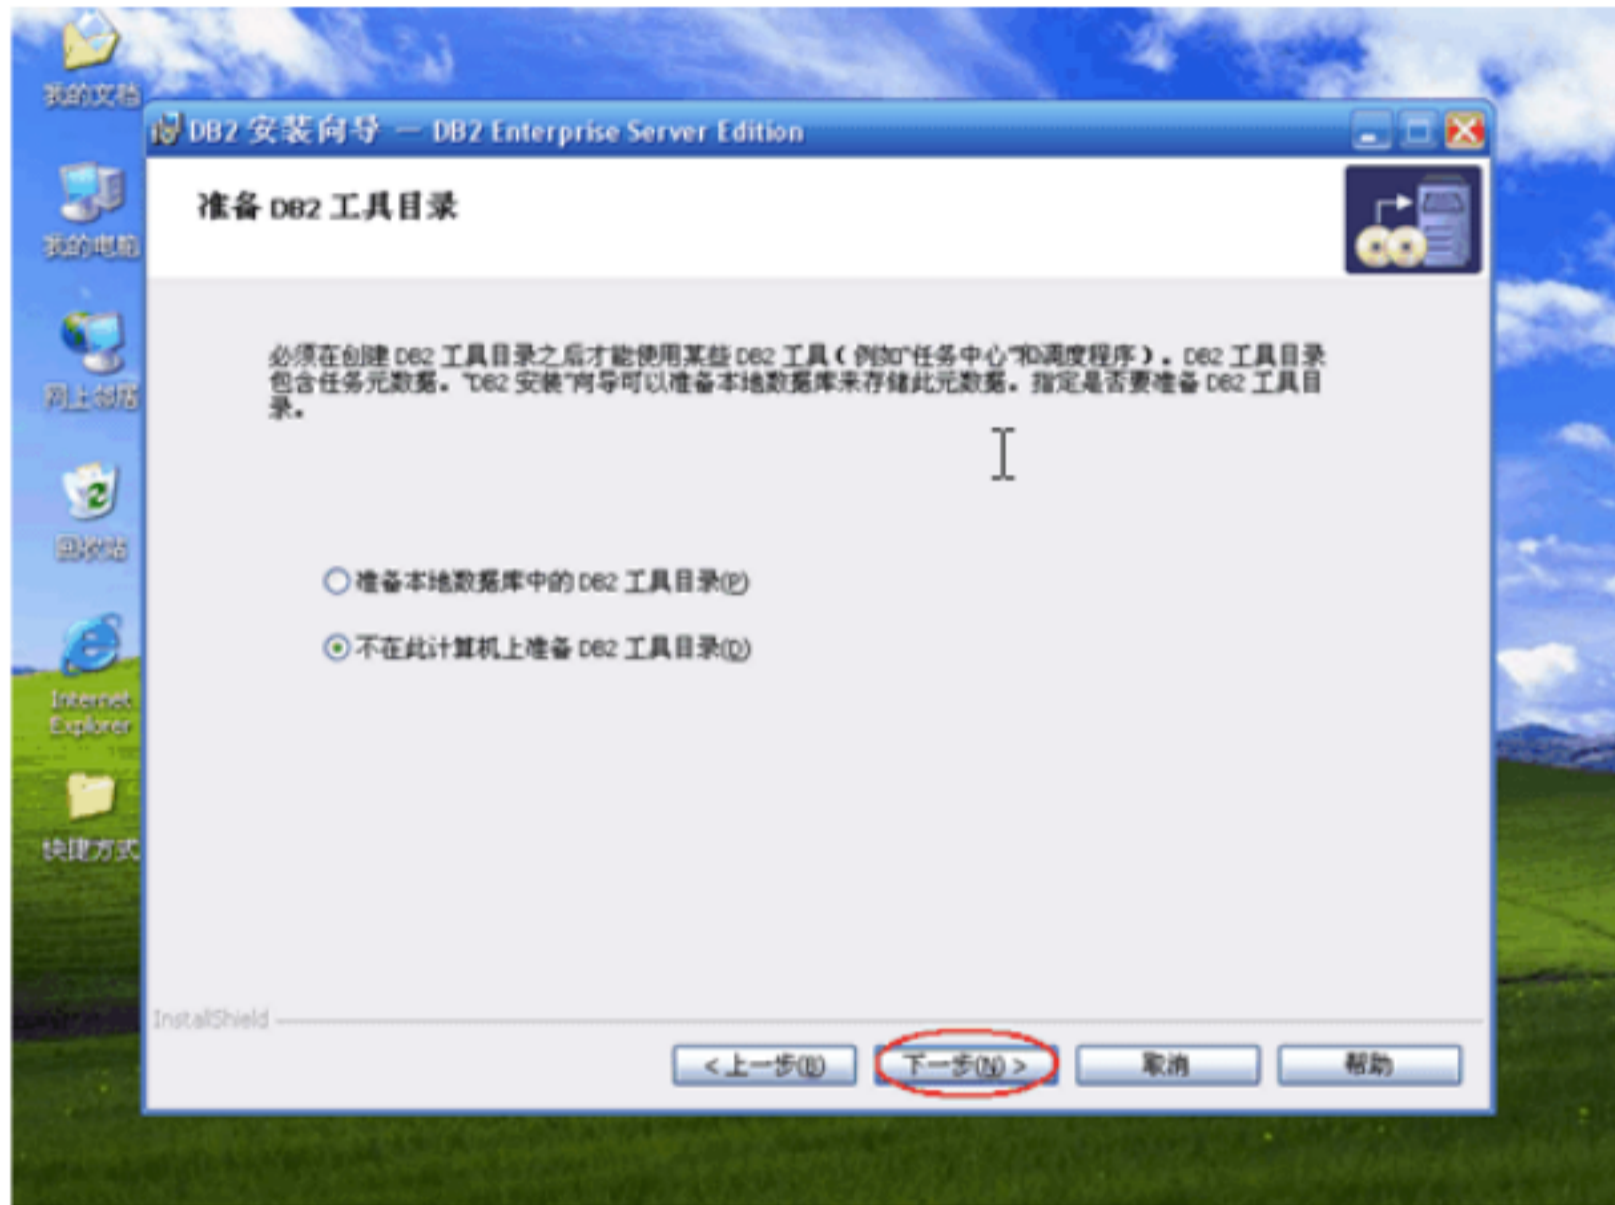 我的文档
我的电脑
网上邻居
回收站
Internet
Explorer
快捷方式
DB2 安装向导 — DB2 Enterprise Server Edition
准备 DB2 工具目录
必须在创建 DB2 工具目录之后才能使用某些 DB2 工具(例如"任务中心"和调度程序)。DB2 工具目录
包含任务元数据。"DB2 安装"向导可以准备本地数据库来存储此元数据。指定是否要准备 DB2 工具目
录。
准备本地数据库中的 DB2 工具目录(P)
不在此计算机上准备 DB2 工具目录(D)
InstallShield
<上一步(B) 下一步(N)> 取消 帮助